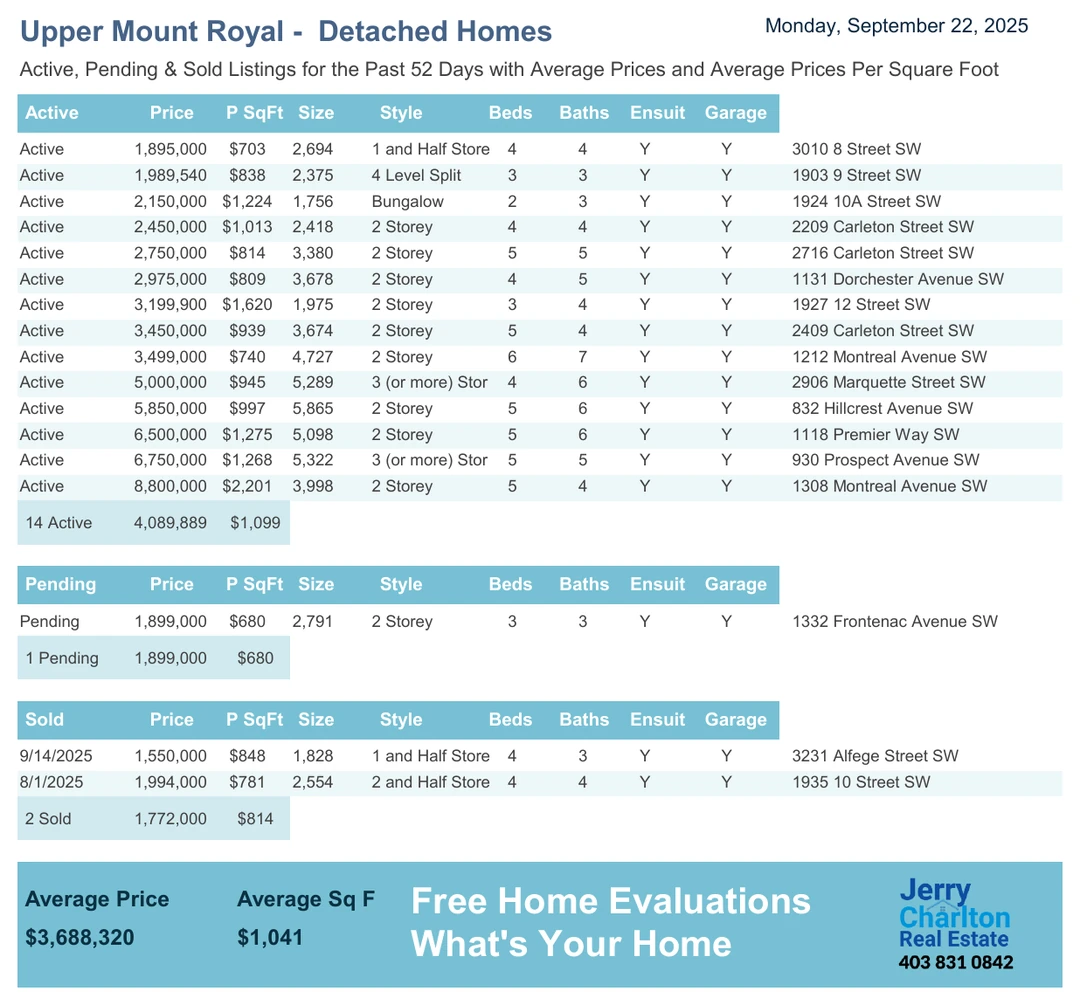 Upper Mount Royal - Detached Homes
Monday, September 22, 2025
Active, Pending & Sold Listings for the Past 52 Days with Average Prices and Average Prices Per Square Foot
Active Price P SqFt Size Style Beds Baths Ensuit Garage
Active 1,895,000 $703 2,694 1 and Half Store 4 4 Y Y 3010 8 Street SW
Active 1,989,540 $838 2,375 4 Level Split 3 3 Y Y 1903 9 Street SW
Active 2,150,000 $1,224 1,756 Bungalow 2 3 Y Y 1924 10A Street SW
Active 2,450,000 $1,013 2,418 2 Storey 4 4 Y Y 2209 Carleton Street SW
Active 2,750,000 $814 3,380 2 Storey 5 5 Y Y 2716 Carleton Street SW
Active 2,975,000 $809 3,678 2 Storey 4 5 Y Y 1131 Dorchester Avenue SW
Active 3,199,900 $1,620 1,975 2 Storey 3 4 Y Y 1927 12 Street SW
Active 3,450,000 $939 3,674 2 Storey 5 4 Y Y 2409 Carleton Street SW
Active 3,499,000 $740 4,727 2 Storey 6 7 Y Y 1212 Montreal Avenue SW
Active 5,000,000 $945 5,289 3 (or more) Stor 4 6 Y Y 2906 Marquette Street SW
Active 5,850,000 $997 5,865 2 Storey 5 6 Y Y 832 Hillcrest Avenue SW
Active 6,500,000 $1,275 5,098 2 Storey 5 6 Y Y 1118 Premier Way SW
Active 6,750,000 $1,268 5,322 3 (or more) Stor 5 5 Y Y 930 Prospect Avenue SW
Active 8,800,000 $2,201 3,998 2 Storey 5 4 Y Y 1308 Montreal Avenue SW
14 Active 4,089,889 $1,099
Pending Price P SqFt Size Style Beds Baths Ensuit Garage
Pending 1,899,000 $680 2,791 2 Storey 3 3 Y Y 1332 Frontenac Avenue SW
1 Pending 1,899,000 $680
Sold Price P SqFt Size Style Beds Baths Ensuit Garage
9/14/2025 1,550,000 $848 1,828 1 and Half Store 4 3 Y Y 3231 Alfege Street SW
8/1/2025 1,994,000 $781 2,554 2 and Half Store 4 4 Y Y 1935 10 Street SW
2 Sold 1,772,000 $814
Average Price Average Sq F
$3,688,320 $1,041
Free Home Evaluations
What's Your Home
Jerry
Charlton
Real Estate
403 831 0842